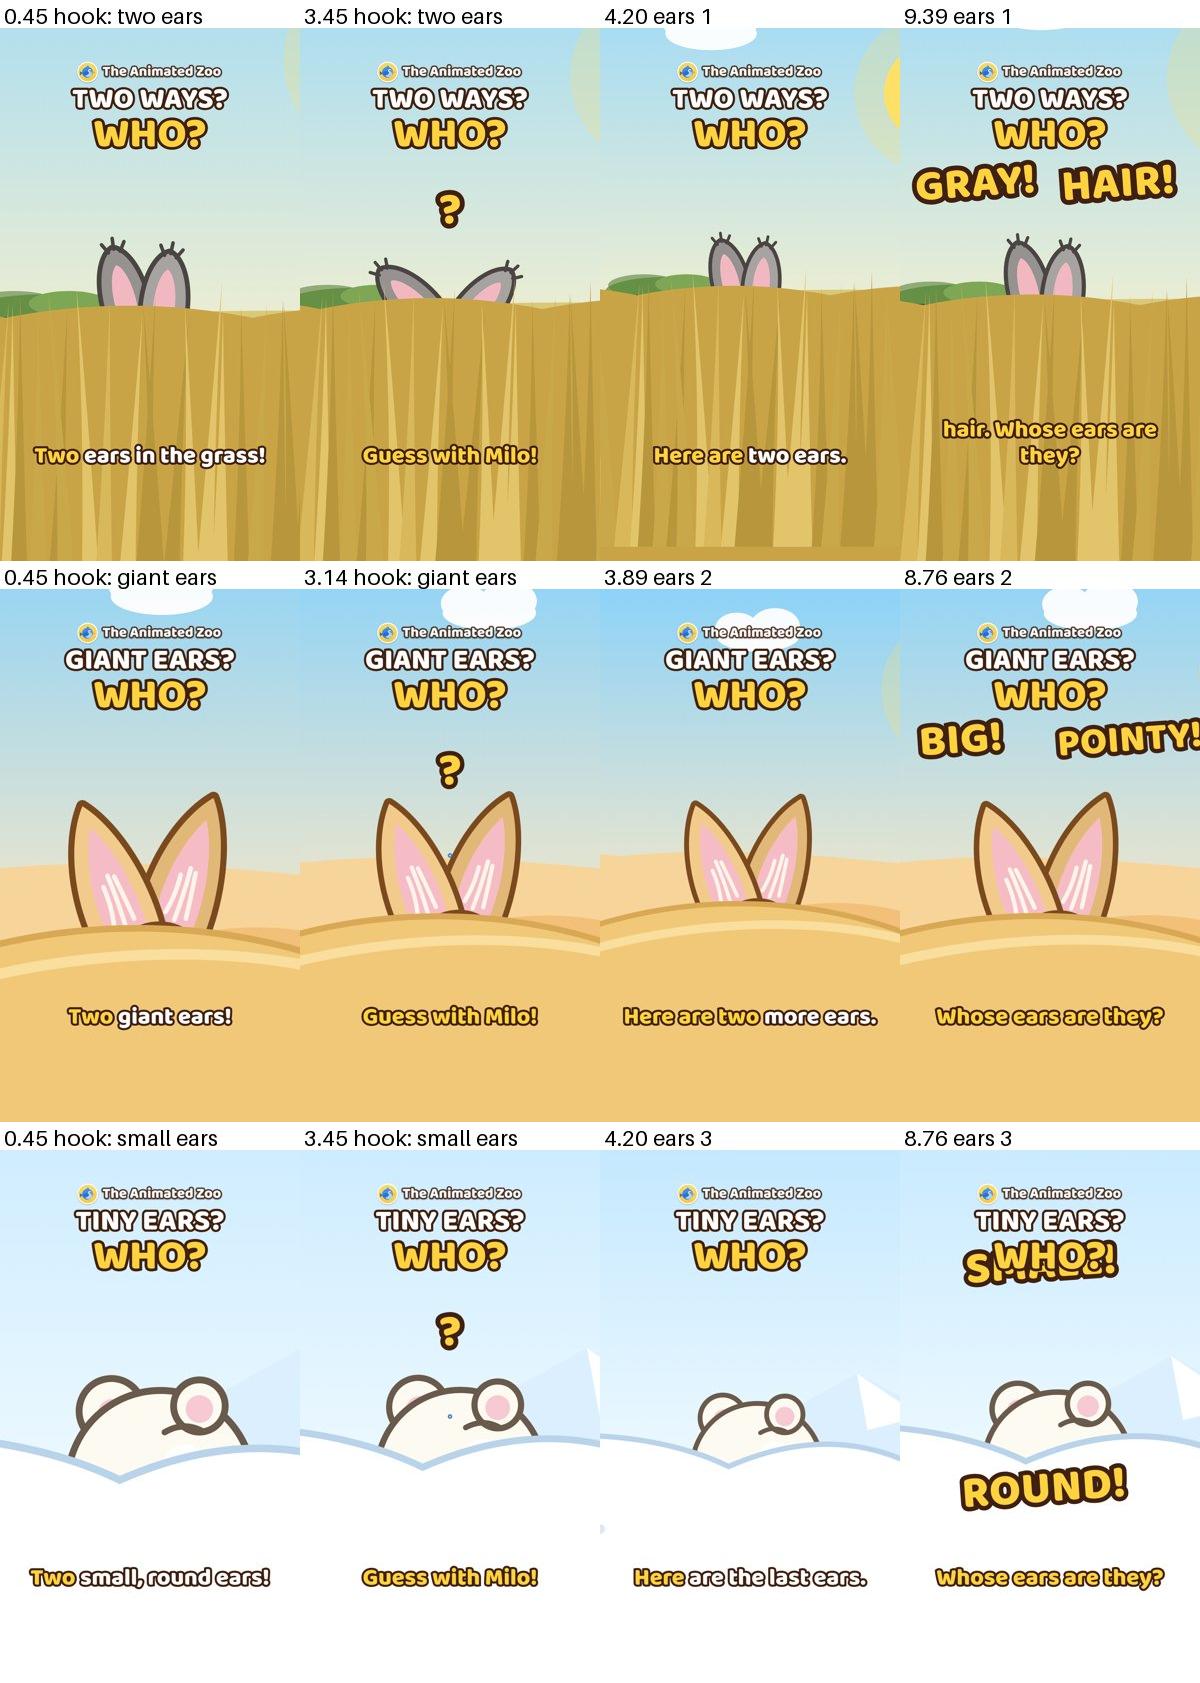 0.45 hook: two ears
The Animated Zoo
TWO WAYS?
WHO?
Two ears in the grass!
3.45 hook: two ears
The Animated Zoo
TWO WAYS?
WHO?
?
Guess with Milo!
4.20 ears 1
The Animated Zoo
TWO WAYS?
WHO?
Here are two ears.
9.39 ears 1
The Animated Zoo
TWO WAYS?
WHO?
GRAY! HAIR!
hair. Whose ears are
they?
0.45 hook: giant ears
The Animated Zoo
GIANT EARS?
WHO?
Two giant ears!
3.14 hook: giant ears
The Animated Zoo
GIANT EARS?
WHO?
?
Guess with Milo!
3.89 ears 2
The Animated Zoo
GIANT EARS?
WHO?
Here are two more ears.
8.76 ears 2
The Animated Zoo
GIANT EARS?
WHO?
BIG! POINTY!
Whose ears are they?
0.45 hook: small ears
The Animated Zoo
TINY EARS?
WHO?
Two small, round ears!
3.45 hook: small ears
The Animated Zoo
TINY EARS?
WHO?
?
Guess with Milo!
4.20 ears 3
The Animated Zoo
TINY EARS?
WHO?
Here are the last ears.
8.76 ears 3
The Animated Zoo
TINY EARS?
WHO?
ROUND!
Whose ears are they?